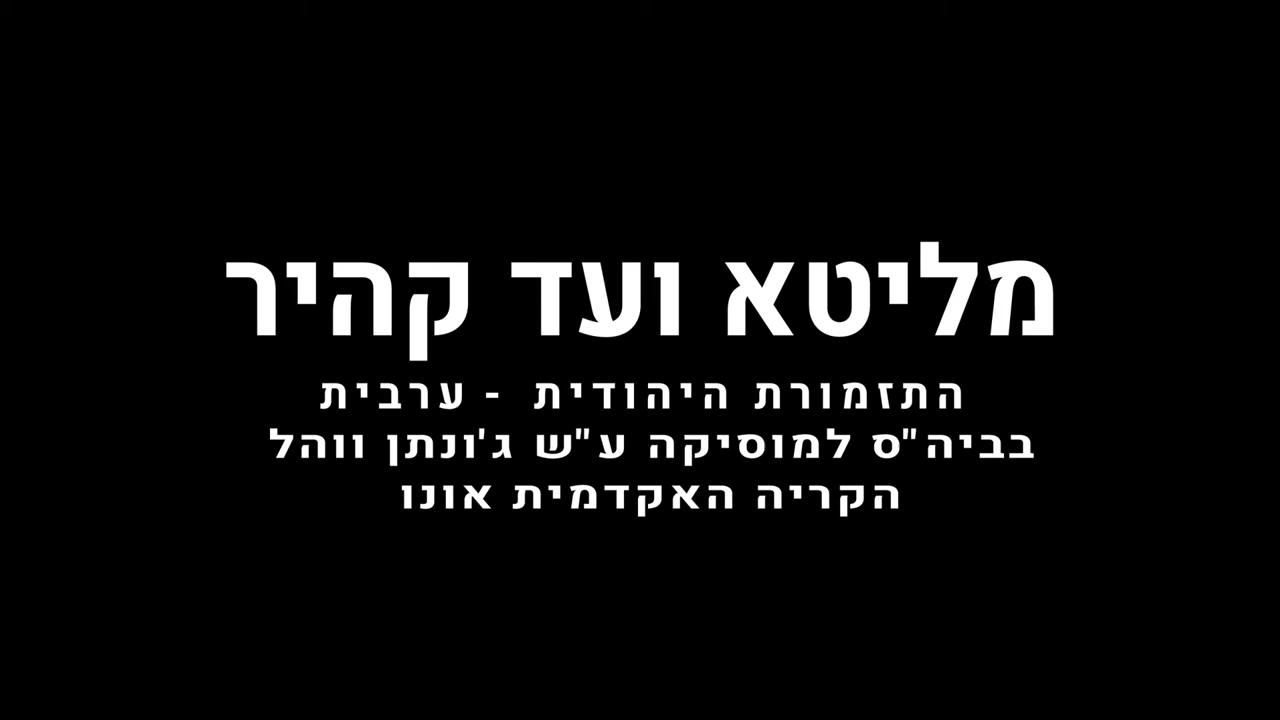 מליטא ועד קהיר
התזמורת היהודית - ערבית
בביה"ס למוסיקה ע"ש ג'ונתן ווהל
הקריה האקדמית אונו